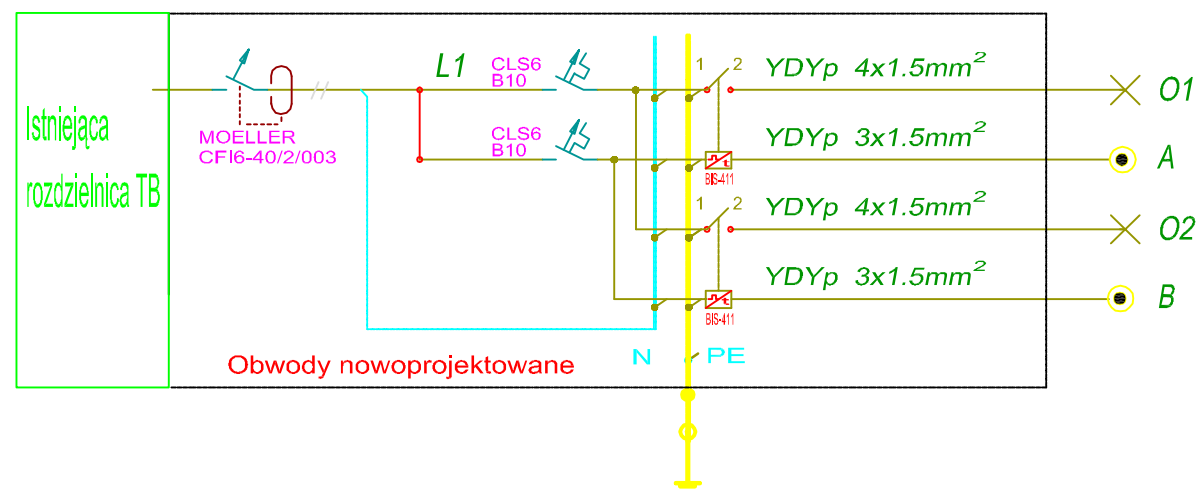 Istniejąca
rozdzielnica TB
MOELLER
CFI6-40/2/003
L1
CLS6
B10
CLS6
B10
1 2
YDYp 4x1.5mm²
O1
BIS-411
YDYp 3x1.5mm²
A
1 2
YDYp 4x1.5mm²
O2
BIS-411
YDYp 3x1.5mm²
B
Obwody nowoprojektowane
N
PE